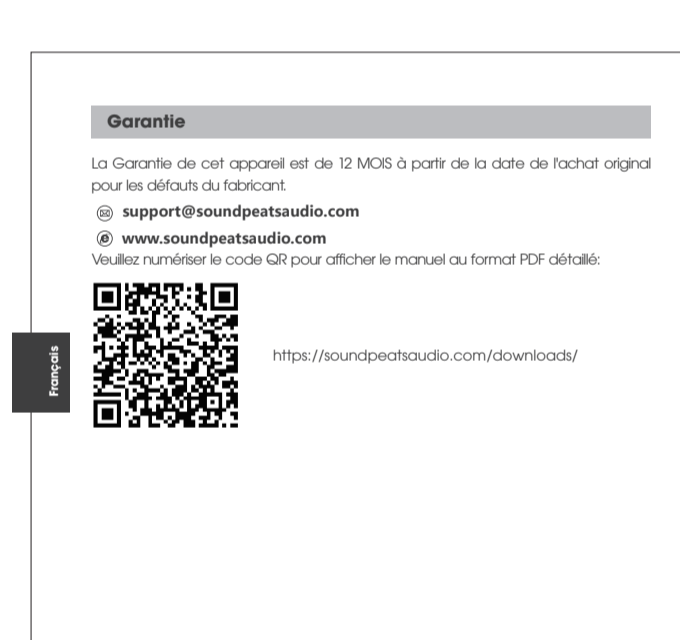 Garantie
La Garantie de cet appareil est de 12 MOIS à partir de la date de l'achat original
pour les défauts du fabricant.
support@soundpeatsaudio.com
www.soundpeatsaudio.com
Veuillez numériser le code QR pour afficher le manuel au format PDF détaillé:
https://soundpeatsaudio.com/downloads/
Français